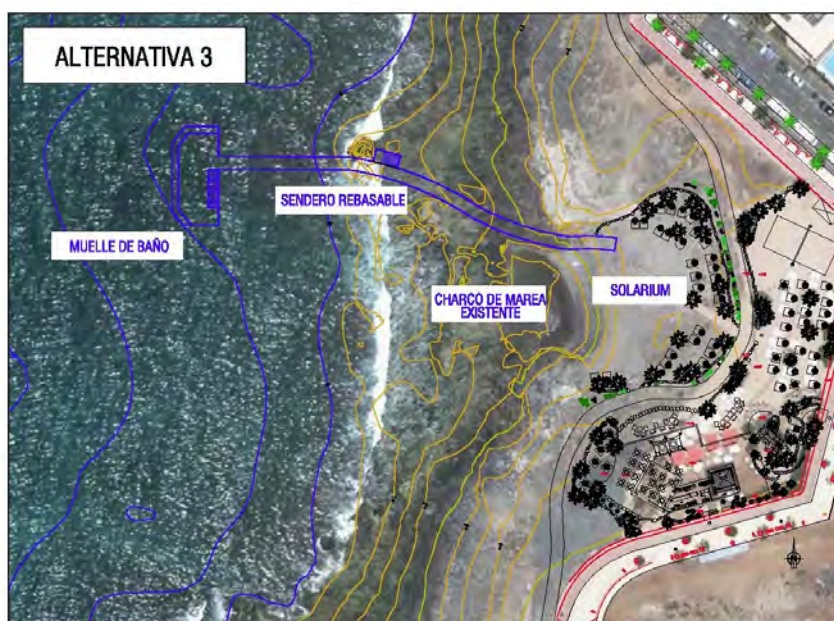 ALTERNATIVA 3
SENDERO REBASABLE
MUELLE DE BAÑO
CHARCO DE MAREA
EXISTENTE
SOLARIUM